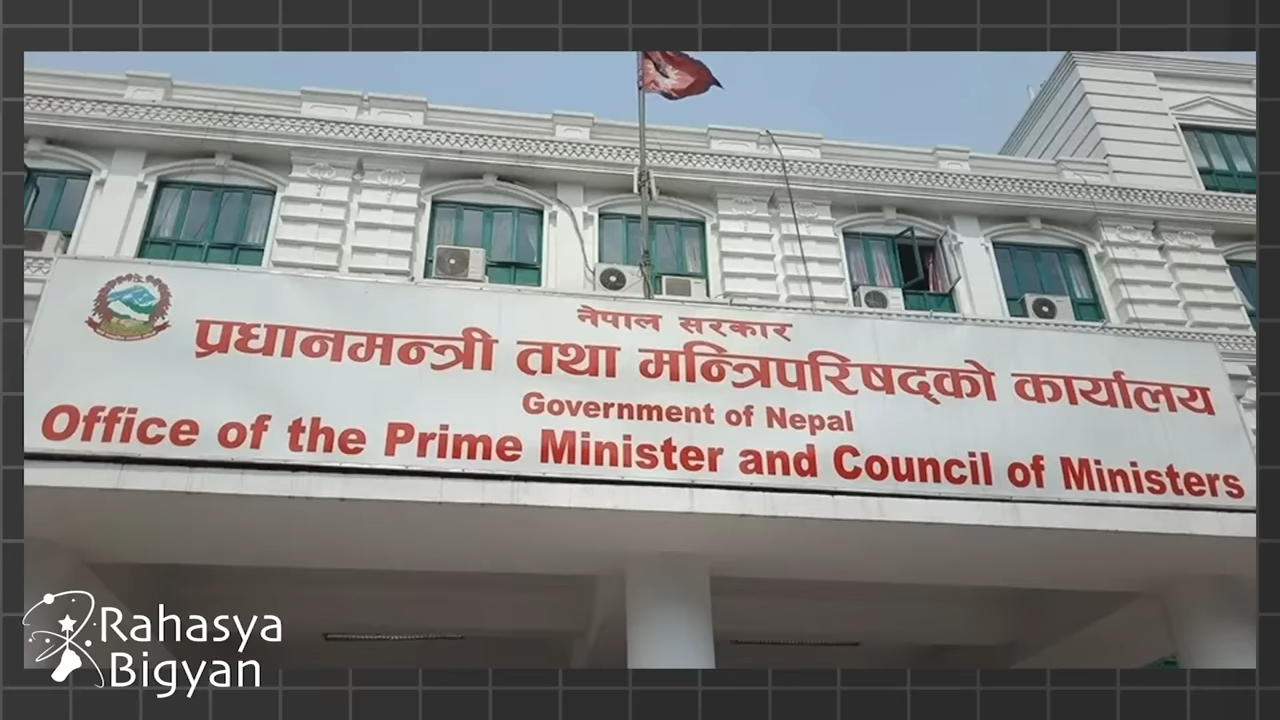 नेपाल सरकार
प्रधानमन्त्री तथा मन्त्रिपरिषद्को कार्यालय
Government of Nepal
Office of the Prime Minister and Council of Ministers
Rahasya
Bigyan